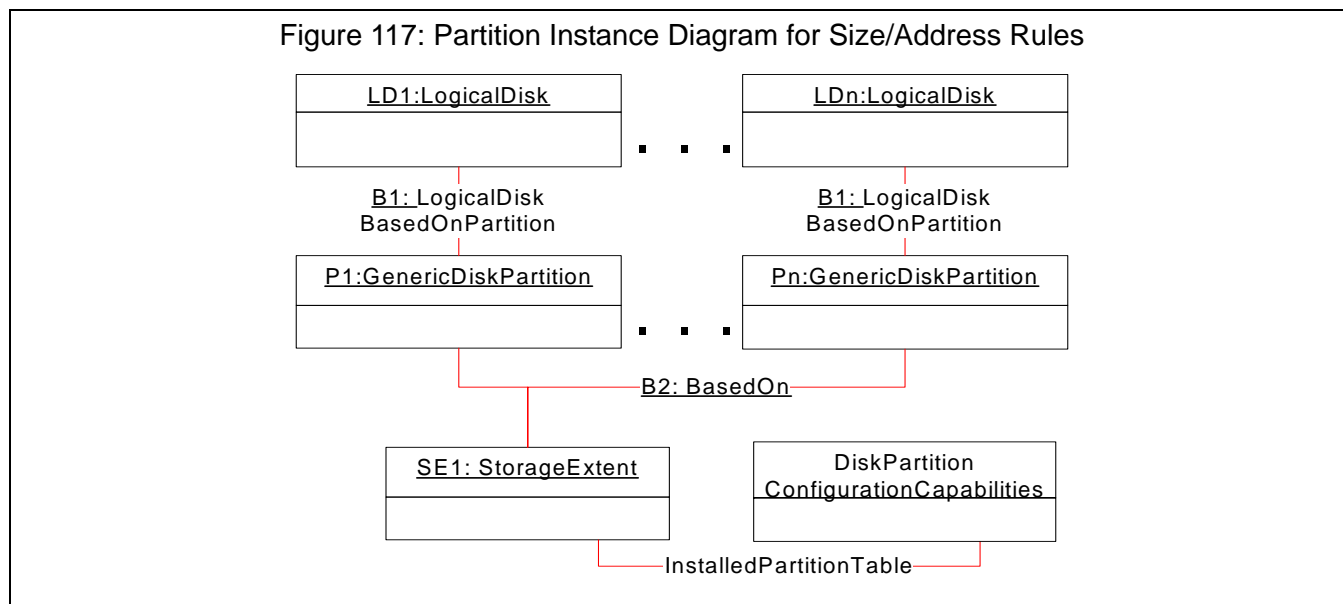 Figure 117: Partition Instance Diagram for Size/Address Rules
LD1:LogicalDisk
LDn:LogicalDisk
. . .
B1: LogicalDisk
BasedOnPartition
B1: LogicalDisk
BasedOnPartition
P1:GenericDiskPartition
Pn:GenericDiskPartition
. . .
B2: BasedOn
SE1: StorageExtent
DiskPartition
ConfigurationCapabilities
InstalledPartitionTable